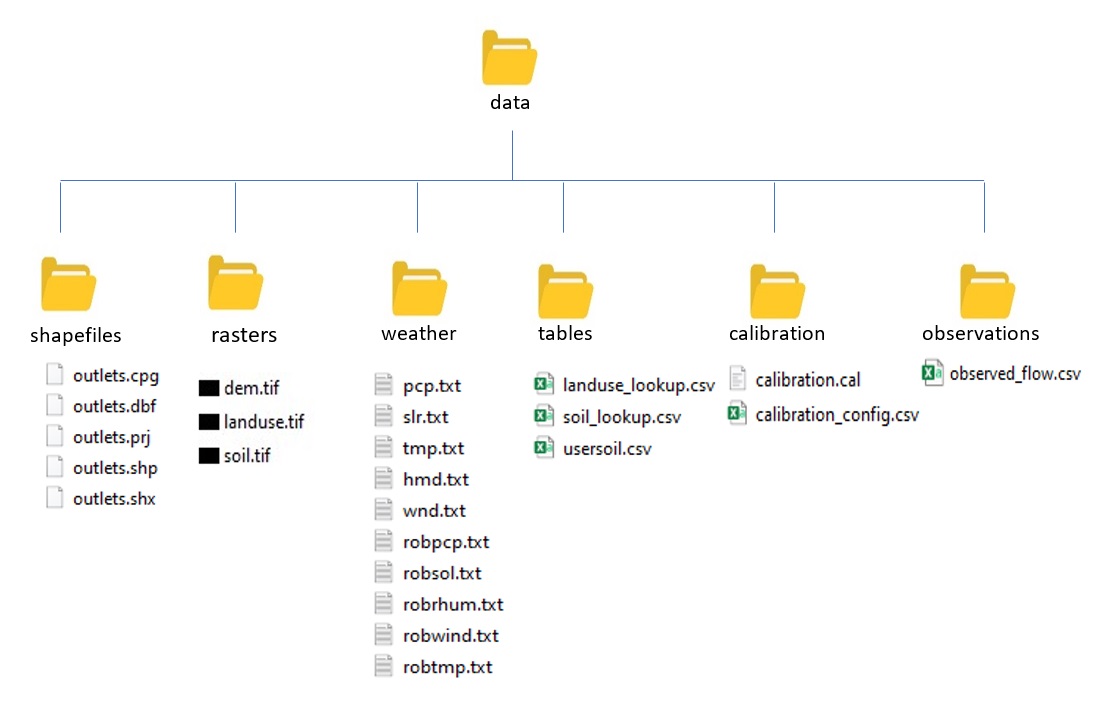 data
shapefiles
outlets.cpg
outlets.dbf
outlets.prj
outlets.shp
outlets.shx
rasters
dem.tif
landuse.tif
soil.tif
weather
pcp.txt
slr.txt
tmp.txt
hmd.txt
wnd.txt
robpcp.txt
robsol.txt
robrhum.txt
robwind.txt
robtmp.txt
tables
landuse_lookup.csv
soil_lookup.csv
usersoil.csv
calibration
calibration.cal
calibration_config.csv
observations
observed_flow.csv